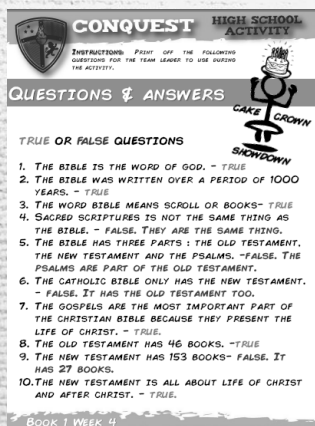 CONQUEST
HIGH SCHOOL
ACTIVITY
INSTRUCTIONS: PRINT OFF THE FOLLOWING
QUESTIONS FOR THE TEAM LEADER TO USE DURING
THE ACTIVITY.
QUESTIONS & ANSWERS
CAKE CROWN
SHOWDOWN
TRUE OR FALSE QUESTIONS
1. THE BIBLE IS THE WORD OF GOD. - TRUE
2. THE BIBLE WAS WRITTEN OVER A PERIOD OF 1000
YEARS. - TRUE
3. THE WORD BIBLE MEANS SCROLL OR BOOKS- TRUE
4. SACRED SCRIPTURES IS NOT THE SAME THING AS
THE BIBLE. - FALSE. THEY ARE THE SAME THING.
5. THE BIBLE HAS THREE PARTS : THE OLD TESTAMENT,
THE NEW TESTAMENT AND THE PSALMS. -FALSE. THE
PSALMS ARE PART OF THE OLD TESTAMENT.
6. THE CATHOLIC BIBLE ONLY HAS THE NEW TESTAMENT.
- FALSE. IT HAS THE OLD TESTAMENT TOO.
7. THE GOSPELS ARE THE MOST IMPORTANT PART OF
THE CHRISTIAN BIBLE BECAUSE THEY PRESENT THE
LIFE OF CHRIST. - TRUE.
8. THE OLD TESTAMENT HAS 46 BOOKS. -TRUE
9. THE NEW TESTAMENT HAS 153 BOOKS- FALSE. IT
HAS 27 BOOKS.
10.THE NEW TESTAMENT IS ALL ABOUT LIFE OF CHRIST
AND AFTER CHRIST. - TRUE.
BOOK 1 WEEK 4